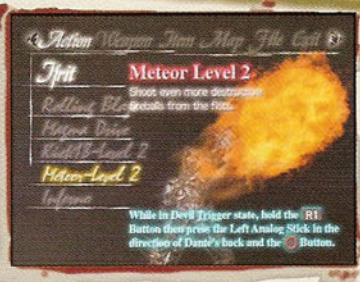 Action Weapon Item Map File Exit
Ifrit
Meteor Level 2
Shoot even more destructive
fireballs from the fists.
Rolling Bla
Magma Drive
Kick13-Level 2
Meteor-Level 2
Inferno
While in Devil Trigger state, hold the R1
Button then press the Left Analog Stick in the
direction of Dante's back and the Button.